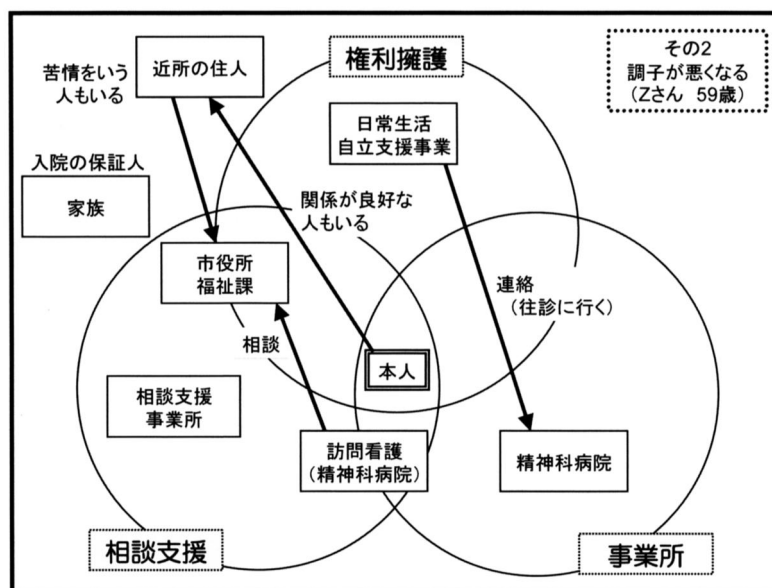 その2
調子が悪くなる
（Zさん 59歳）
権利擁護
近所の住人
苦情をいう
人もいる
日常生活
自立支援事業
入院の保証人
家族
関係が良好な
人もいる
市役所
福祉課
連絡
（往診に行く）
相談
本人
相談支援
事業所
訪問看護
（精神科病院）
精神科病院
相談支援
事業所